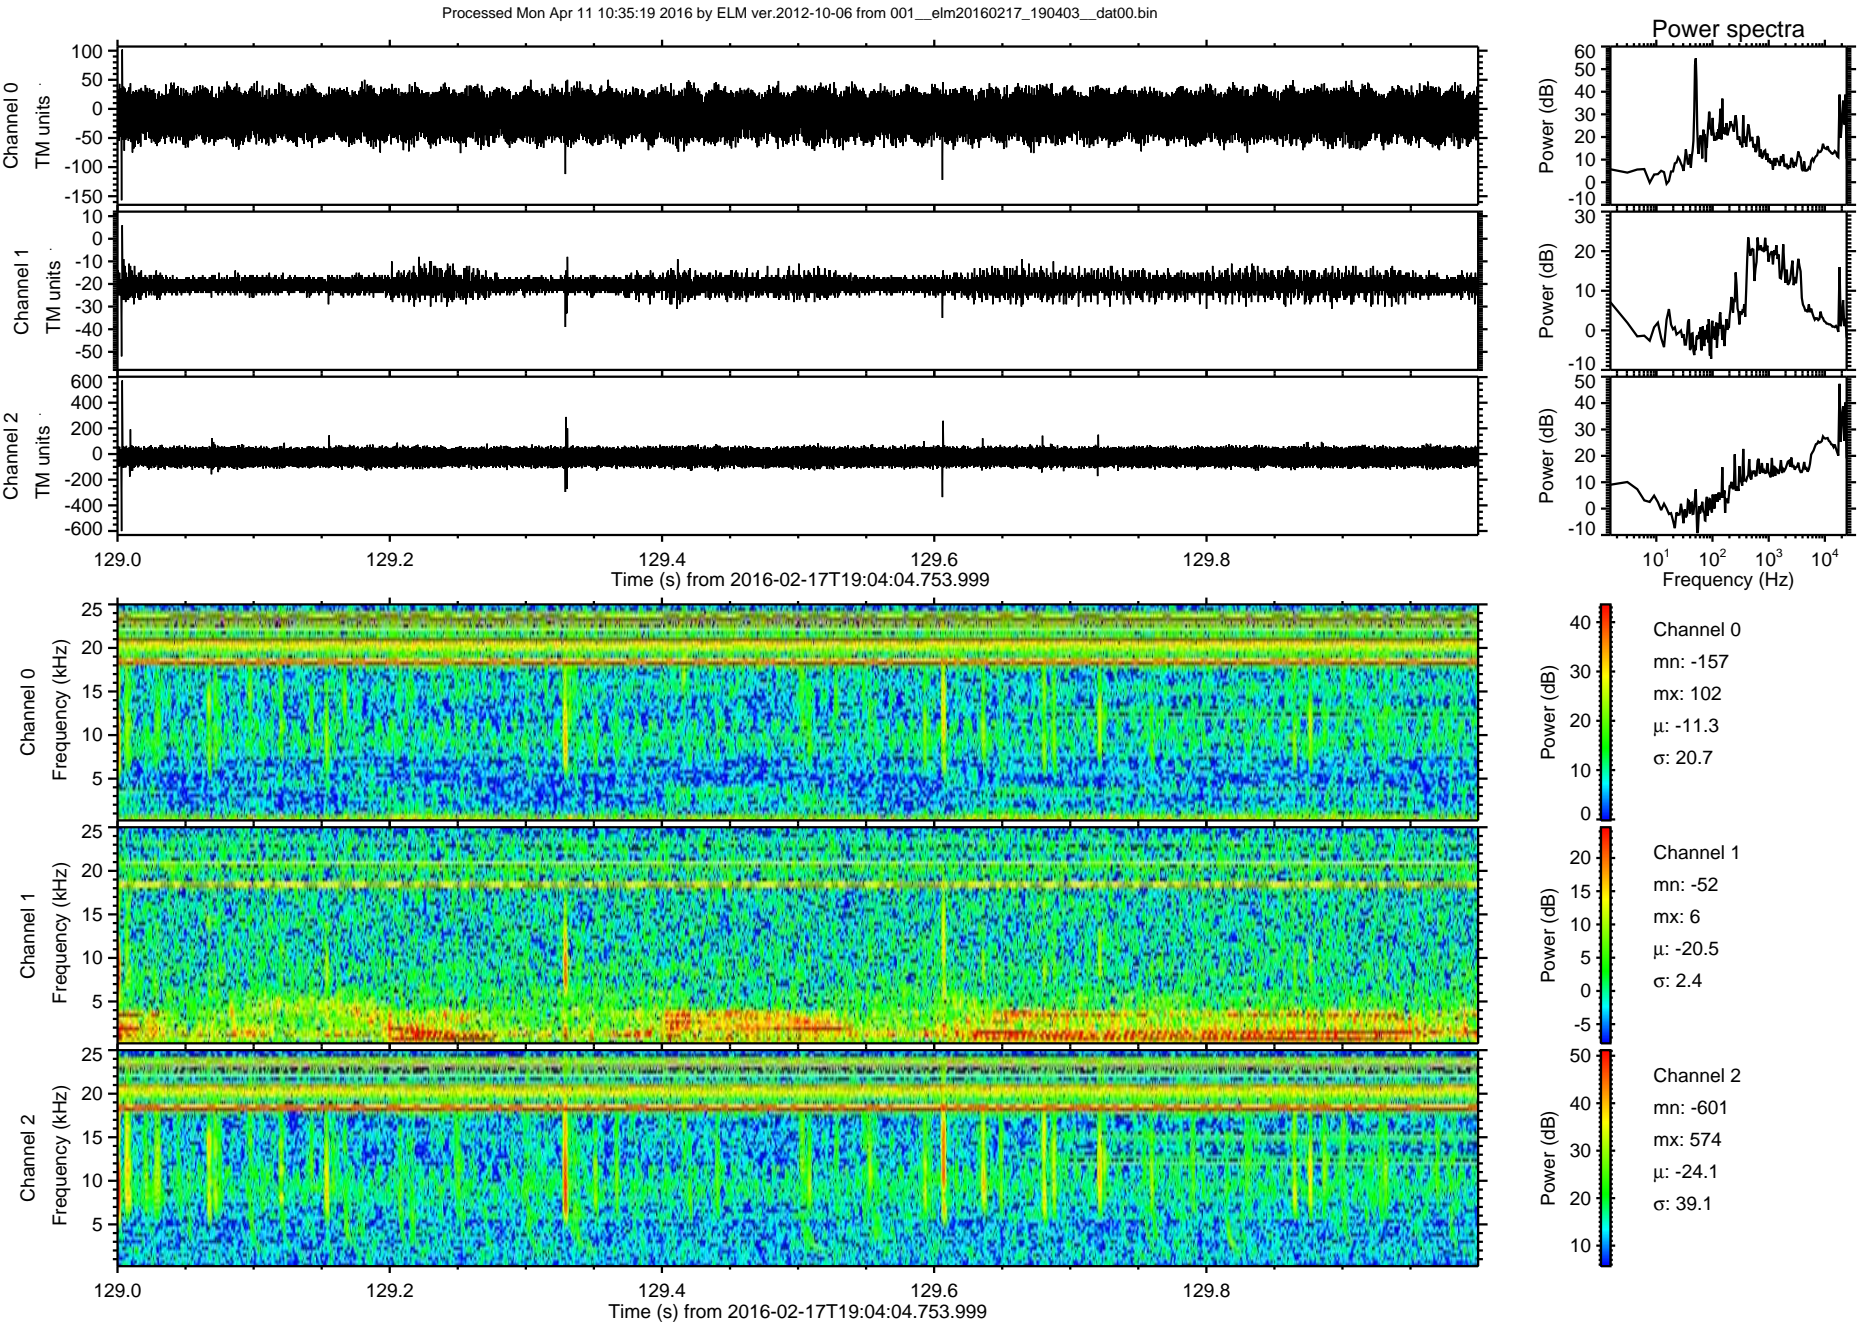 Processed Mon Apr 11 10:35:19 2016 by ELM ver.2012-10-06 from 001__elm20160217_190403__dat00.bin
Power spectra
Channel 0
TM units
100
50
0
-50
-100
-150
Power (dB)
60
50
40
30
20
10
0
-10
Channel 1
TM units
10
0
-10
-20
-30
-40
-50
Power (dB)
30
20
10
0
-10
Channel 2
TM units
600
400
200
0
-200
-400
-600
Power (dB)
50
40
30
20
10
0
-10
129.0 129.2 129.4 129.6 129.8
Time (s) from 2016-02-17T19:04:04.753.999
10¹ 10² 10³ 10⁴
Frequency (Hz)
Channel 0
Frequency (kHz)
25
20
15
10
5
Power (dB)
40
30
20
10
0
Channel 0
mn: -157
mx: 102
µ: -11.3
σ: 20.7
Channel 1
Frequency (kHz)
25
20
15
10
5
Power (dB)
20
15
10
5
0
-5
Channel 1
mn: -52
mx: 6
µ: -20.5
σ: 2.4
Channel 2
Frequency (kHz)
25
20
15
10
5
Power (dB)
50
40
30
20
10
Channel 2
mn: -601
mx: 574
µ: -24.1
σ: 39.1
129.0 129.2 129.4 129.6 129.8
Time (s) from 2016-02-17T19:04:04.753.999